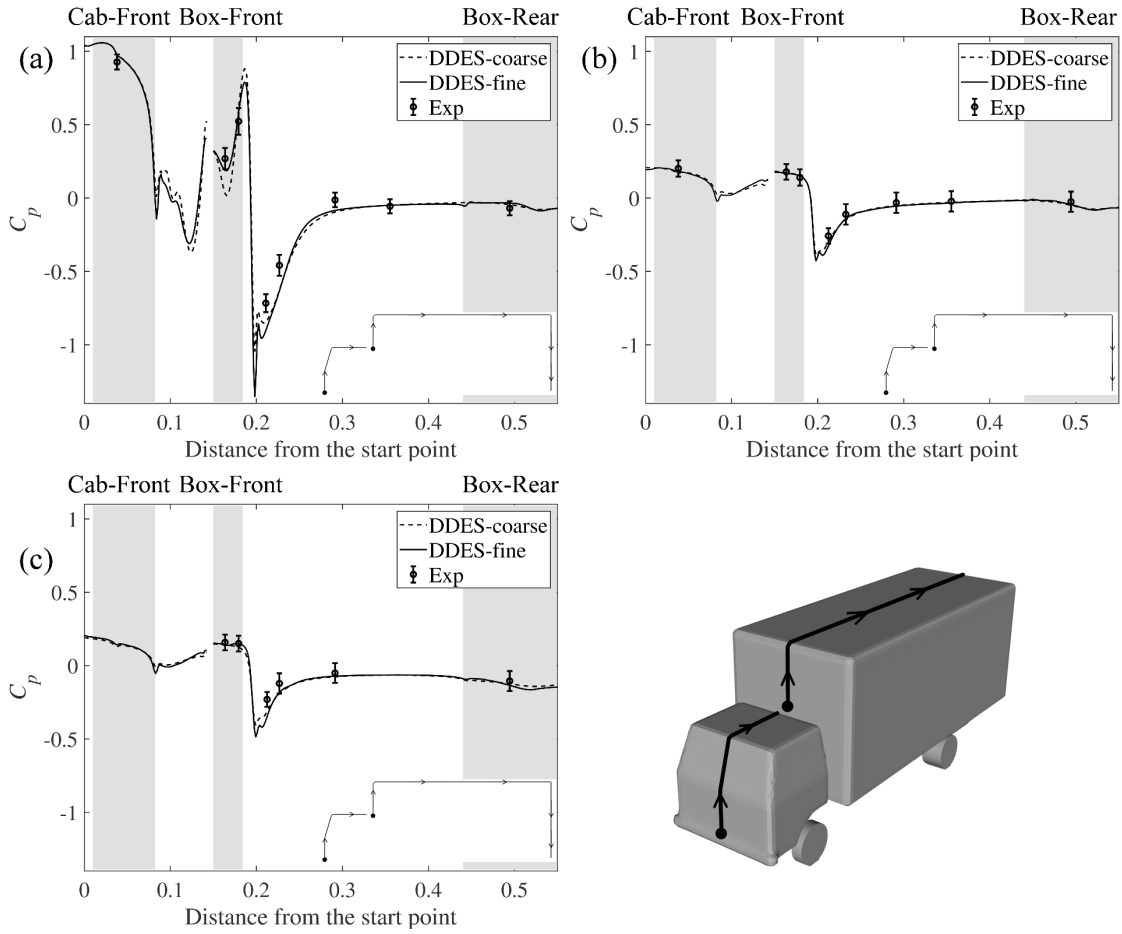 Cab-Front Box-Front Box-Rear
(a)
DDES-coarse
DDES-fine
Exp
1
0.5
0
-0.5
-1
C_p
0 0.1 0.2 0.3 0.4 0.5
Distance from the start point
Cab-Front Box-Front Box-Rear
(b)
DDES-coarse
DDES-fine
Exp
1
0.5
0
-0.5
-1
C_p
0 0.1 0.2 0.3 0.4 0.5
Distance from the start point
Cab-Front Box-Front Box-Rear
(c)
DDES-coarse
DDES-fine
Exp
1
0.5
0
-0.5
-1
C_p
0 0.1 0.2 0.3 0.4 0.5
Distance from the start point